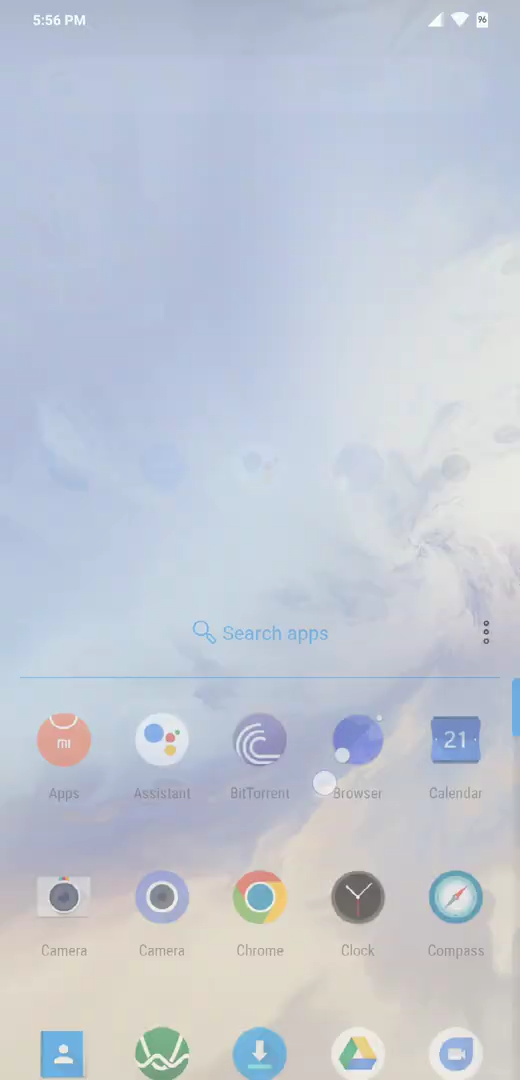 5:56 PM
96
Search apps
mi
21
Apps
Assistant
BitTorrent
Browser
Calendar
Camera
Camera
Chrome
Clock
Compass